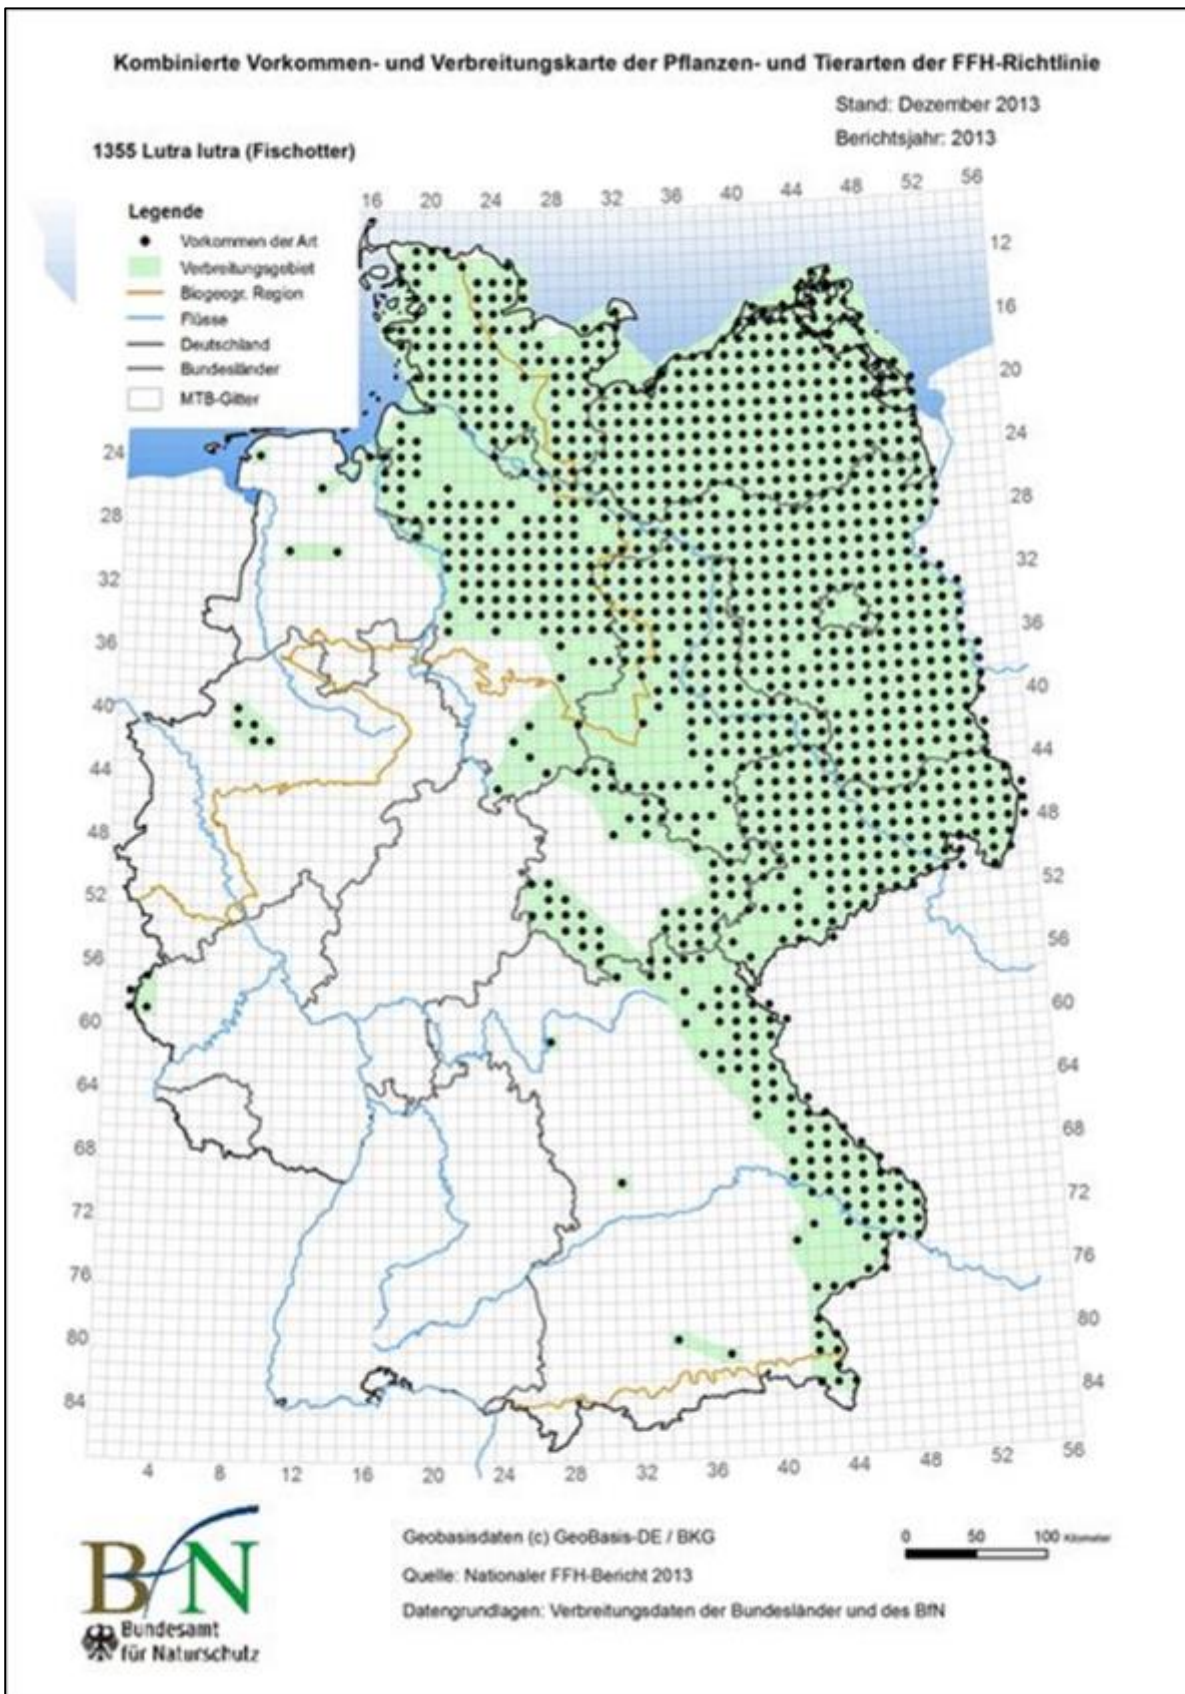 Kombinierte Vorkommen- und Verbreitungskarte der Pflanzen- und Tierarten der FFH-Richtlinie
Stand: Dezember 2013
Berichtsjahr: 2013
1355 Lutra lutra (Fischotter)
Legende
Vorkommen der Art
Verbreitungsgebiet
Biogeogr. Region
Flüsse
Deutschland
Bundesländer
MTB-Gitter
16 20 24 28 32 36 40 44 48 52 56
12
16
20
24 24
28 28
32 32
36 36
40 40
44 44
48 48
52 52
56 56
60 60
64 64
68 68
72 72
76 76
80 80
84 84
4 8 12 16 20 24 28 32 36 40 44 48 52 56
BfN
Bundesamt
für Naturschutz
Geobasisdaten (c) GeoBasis-DE / BKG
0 50 100 Kilometer
Quelle: Nationaler FFH-Bericht 2013
Datengrundlagen: Verbreitungsdaten der Bundesländer und des BfN